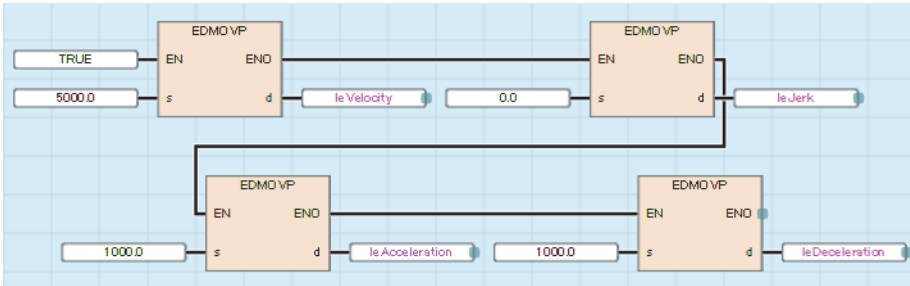 EDMOVP EDMOVP
TRUE EN ENO EN ENO
5000.0 s d leVelocity 0.0 s d leJerk
EDMOVP EDMOVP
EN ENO EN ENO
1000.0 s d leAcceleration 1000.0 s d leDeceleration